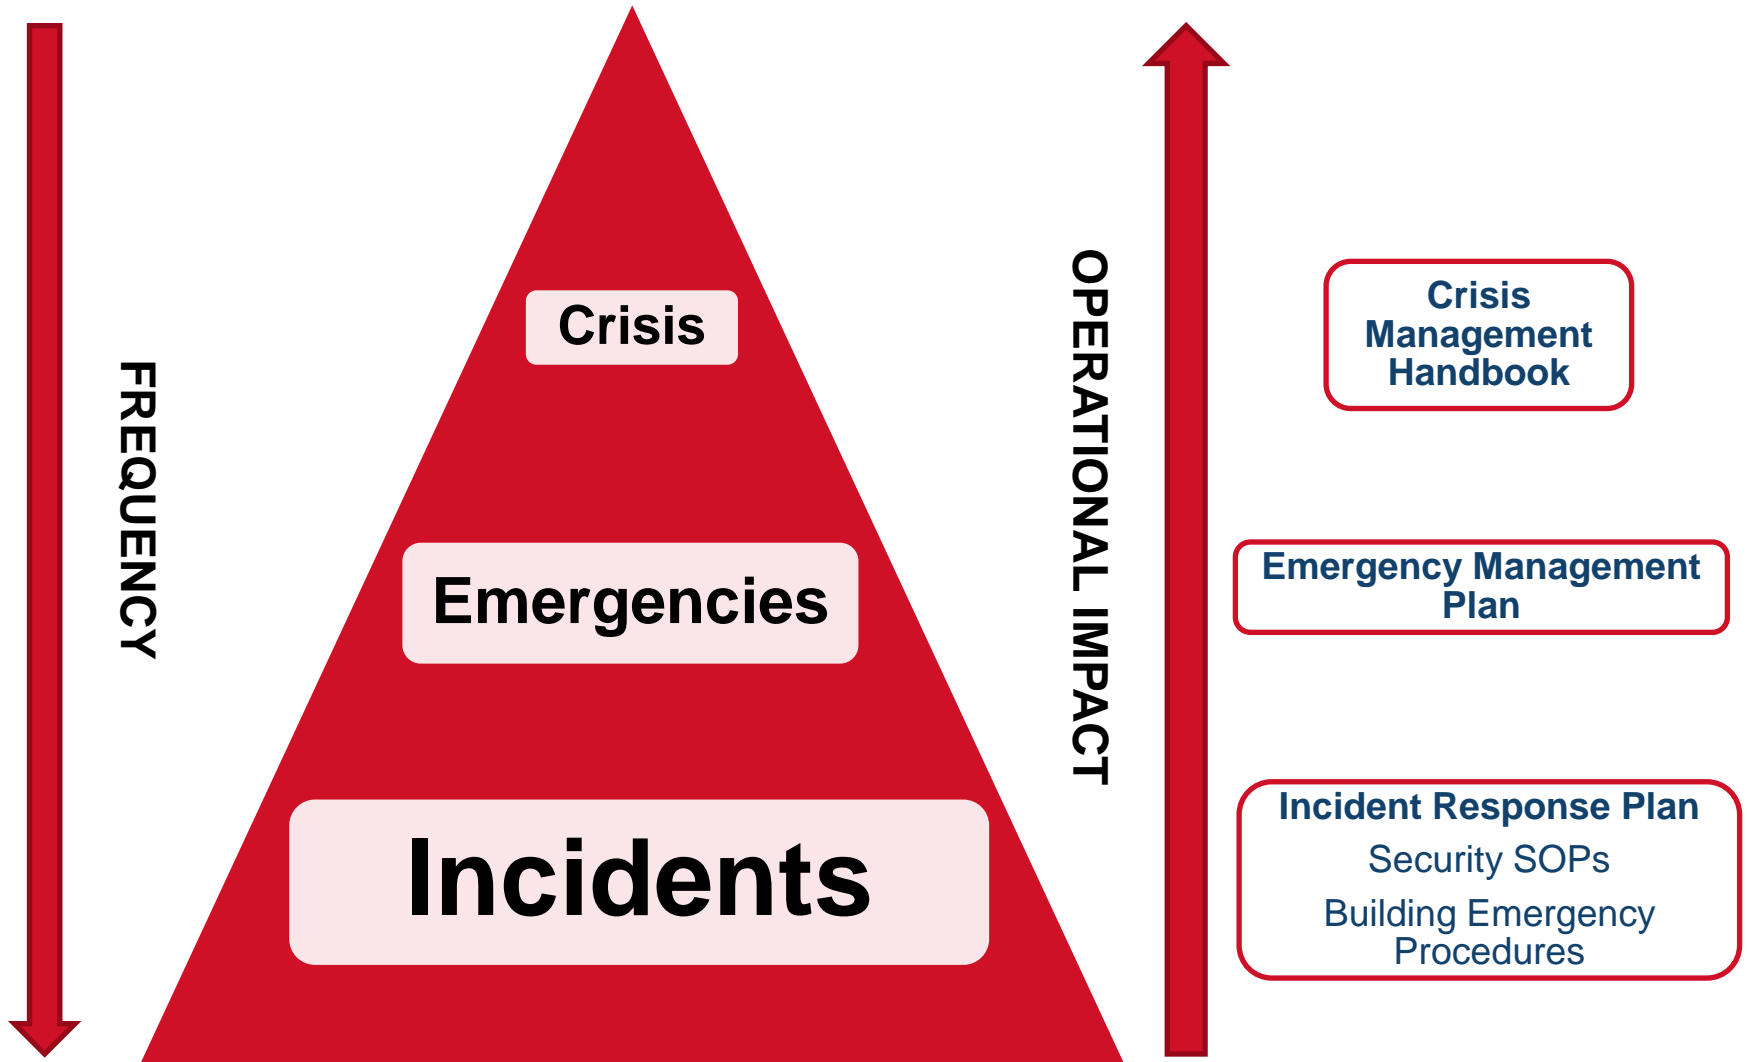 FREQUENCY
Crisis
Emergencies
Incidents
OPERATIONAL IMPACT
Crisis
Management
Handbook
Emergency Management
Plan
Incident Response Plan
Security SOPs
Building Emergency
Procedures